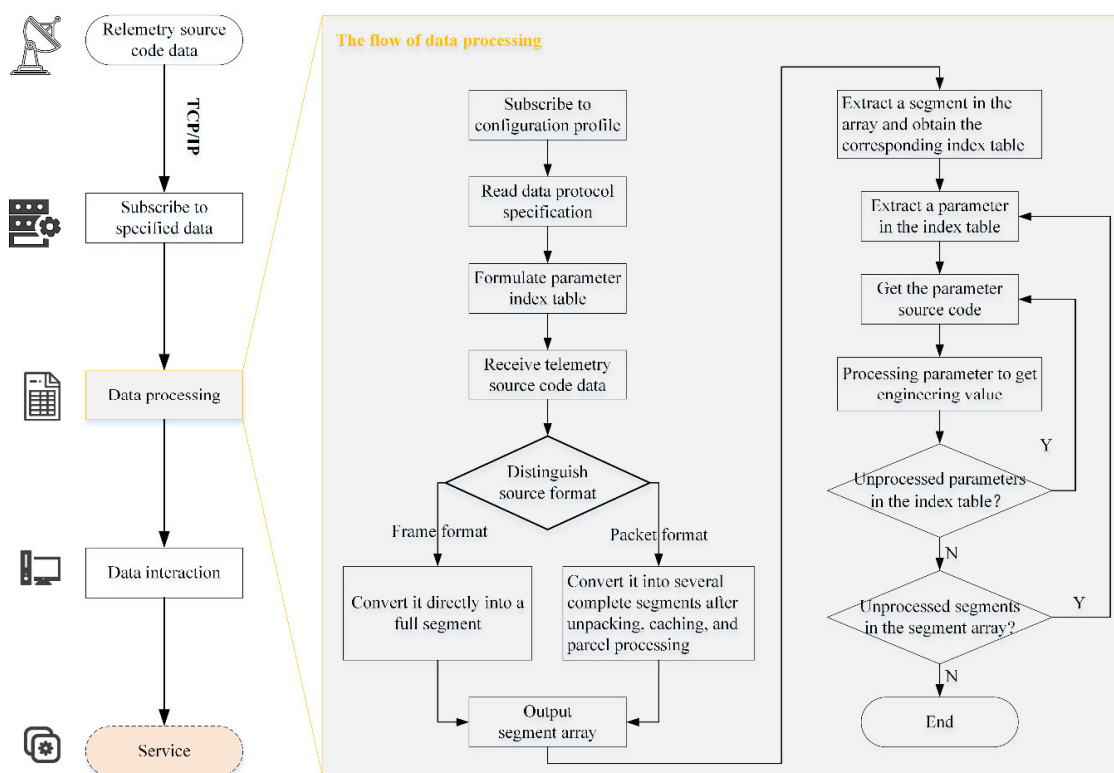 Relemetry source
code data
TCP/IP
Subscribe to
specified data
Data processing
Data interaction
Service
The flow of data processing
Subscribe to
configuration profile
Read data protocol
specification
Formulate parameter
index table
Receive telemetry
source code data
Distinguish
source format
Frame format
Packet format
Convert it directly into a
full segment
Convert it into several
complete segments after
unpacking, caching, and
parcel processing
Output
segment array
Extract a segment in the
array and obtain the
corresponding index table
Extract a parameter
in the index table
Get the parameter
source code
Processing parameter to get
engineering value
Y
Unprocessed parameters
in the index table?
N
Unprocessed segments
in the segment array?
Y
N
End